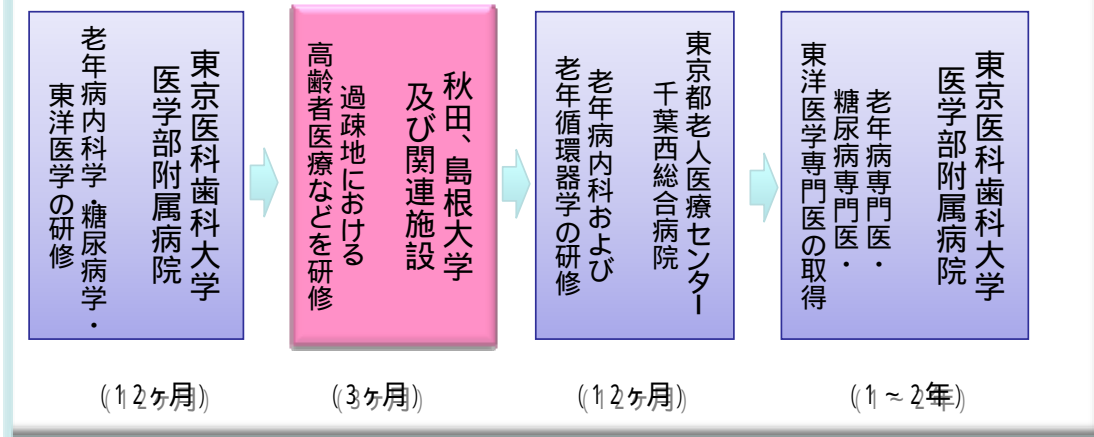 東京医科歯科大学
医学部附属病院
老年病内科学・糖尿病学・
東洋医学の研修
秋田、島根大学
及び関連施設
過疎地における
高齢者医療などを研修
東京都老人医療センター
千葉西総合病院
老年病内科および
老年循環器学の研修
東京医科歯科大学
医学部附属病院
老年病専門医・
糖尿病専門医・
東洋医学専門医の取得
(12ヶ月)
(3ヶ月)
(12ヶ月)
(1~2年)